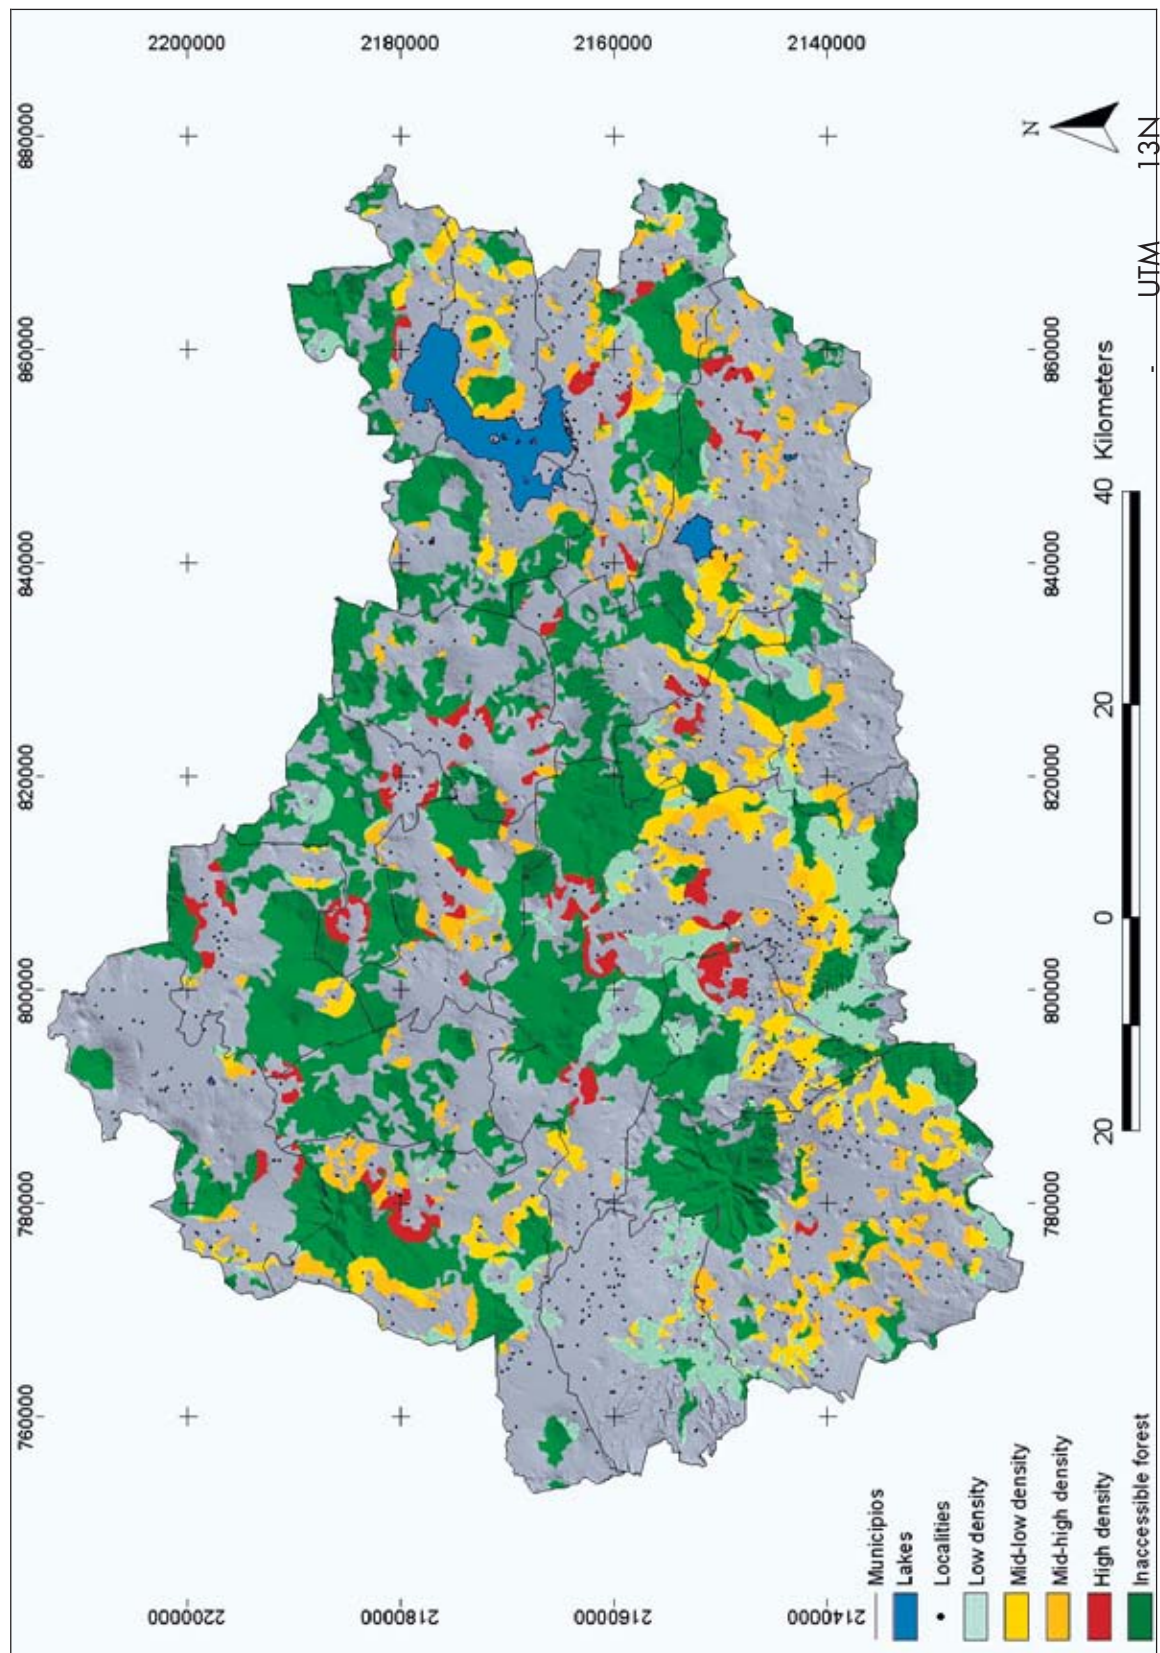 2200000
2180000
2160000
2140000
880000
860000
840000
820000
800000
780000
760000
N
UTM 13N
-
880000
860000
840000
820000
800000
780000
2200000
2180000
2160000
2140000
20 0 20 40 Kilometers
Municipios
Lakes
Localities
Low density
Mid-low density
Mid-high density
High density
Inaccessible forest